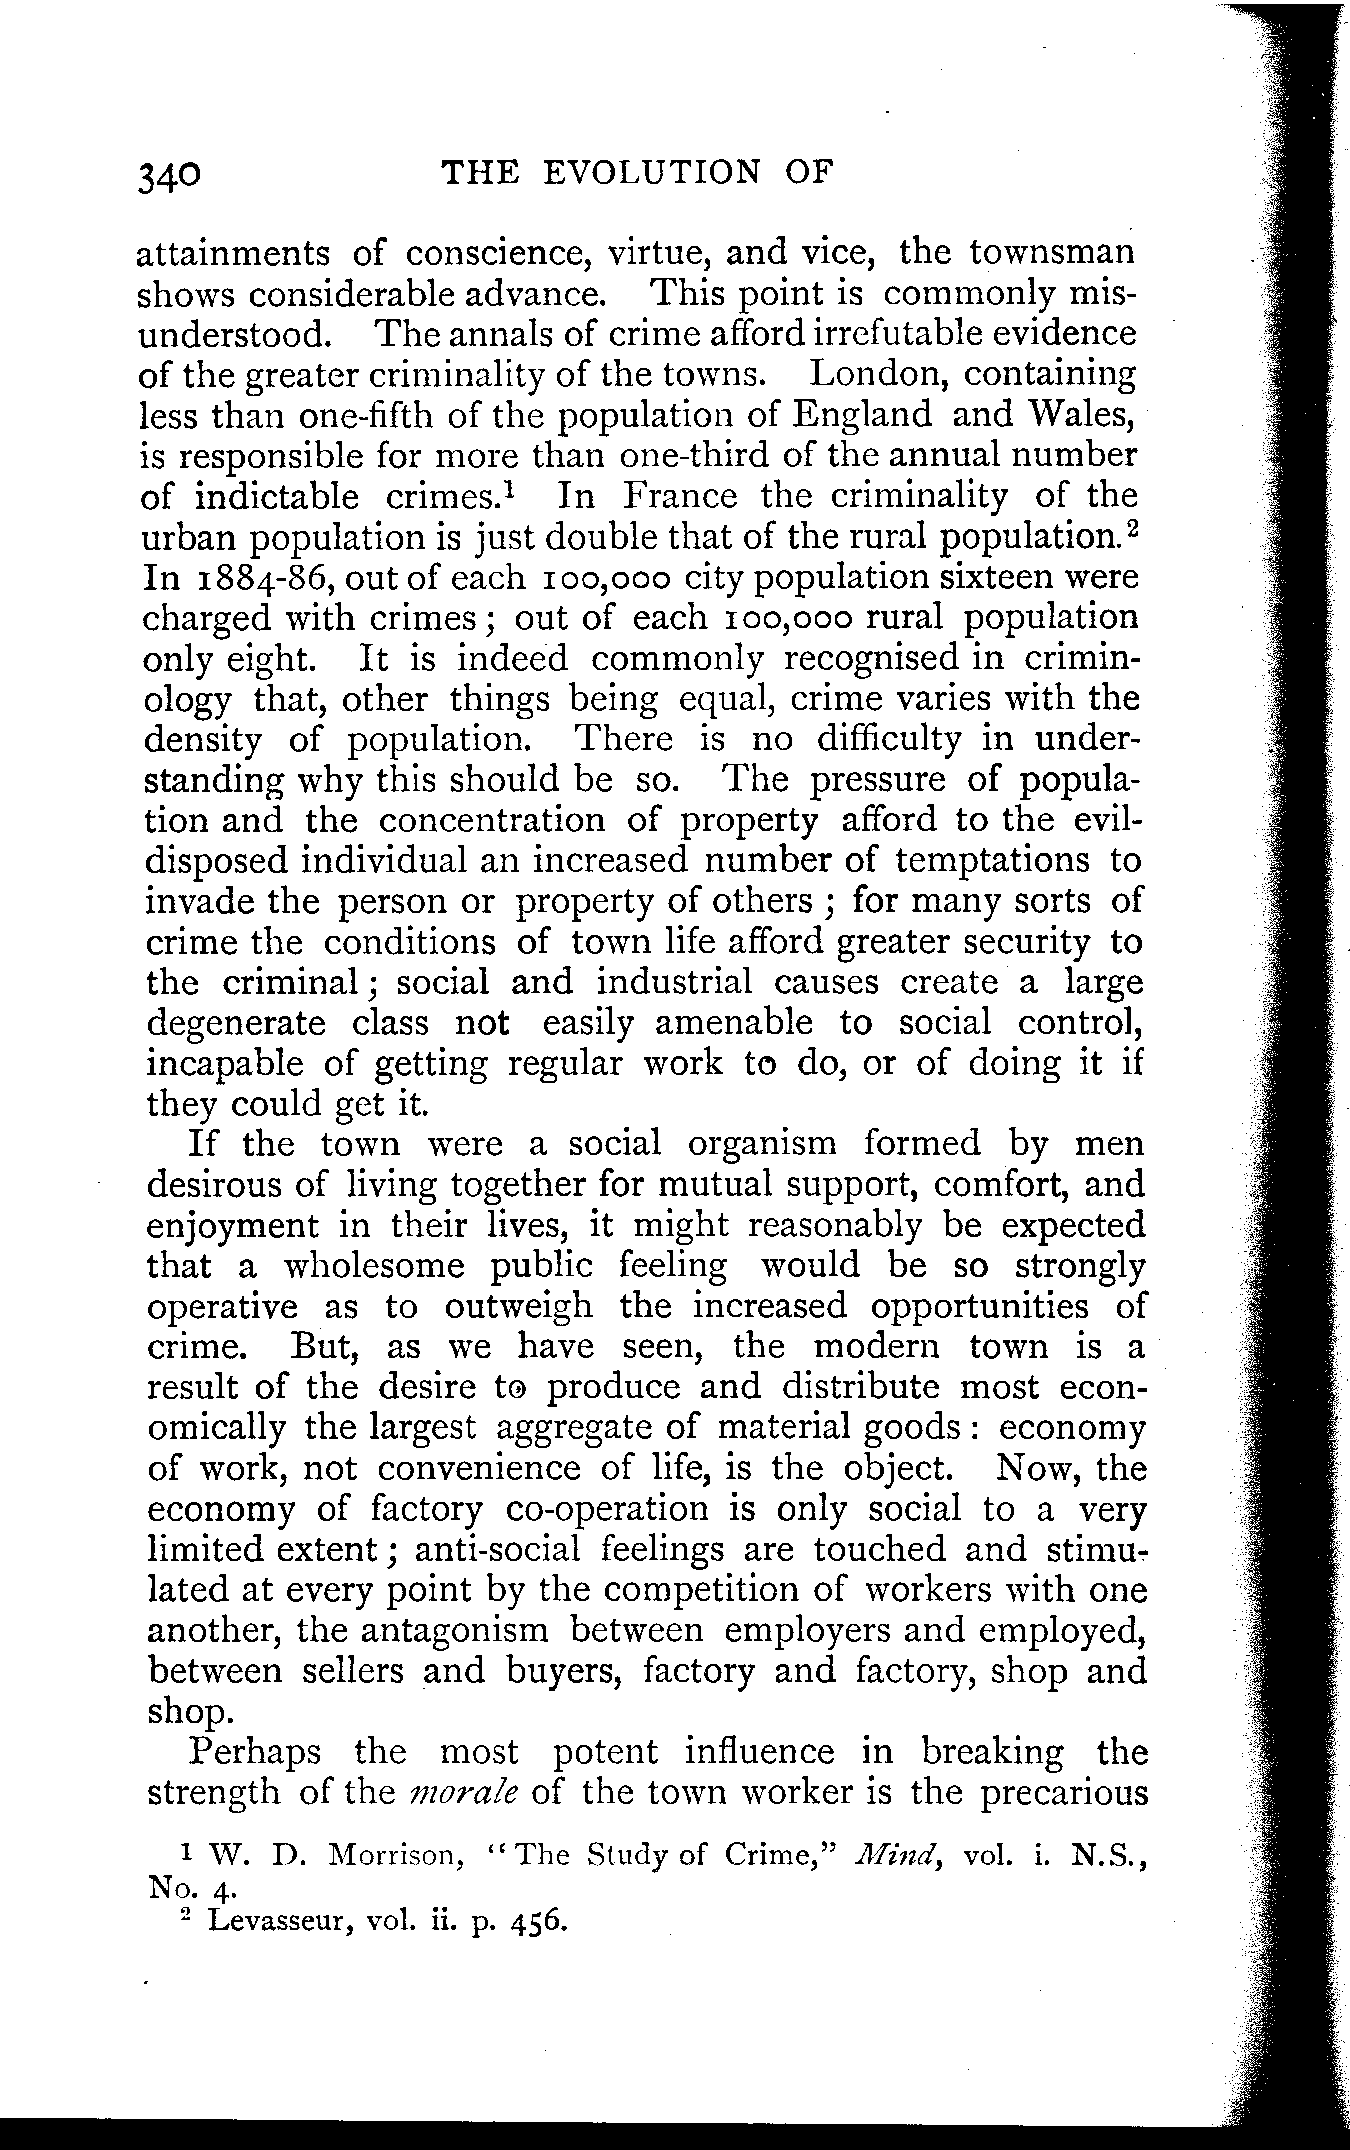 340 THE EVOLUTION OF
attainments of conscience, virtue, and vice, the townsman
shows considerable advance. This point is commonly mis-
understood. The annals of crime afford irrefutable evidence
of the greater criminality of the towns. London, containing
less than one-fifth of the population of England and Wales,
is responsible for more than one-third of the annual number
of indictable crimes.¹ In France the criminality of the
urban population is just double that of the rural population.²
In 1884-86, out of each 100,000 city population sixteen were
charged with crimes; out of each 100,000 rural population
only eight. It is indeed commonly recognised in crimin-
ology that, other things being equal, crime varies with the
density of population. There is no difficulty in under-
standing why this should be so. The pressure of popula-
tion and the concentration of property afford to the evil-
disposed individual an increased number of temptations to
invade the person or property of others; for many sorts of
crime the conditions of town life afford greater security to
the criminal; social and industrial causes create a large
degenerate class not easily amenable to social control,
incapable of getting regular work to do, or of doing it if
they could get it.
If the town were a social organism formed by men
desirous of living together for mutual support, comfort, and
enjoyment in their lives, it might reasonably be expected
that a wholesome public feeling would be so strongly
operative as to outweigh the increased opportunities of
crime. But, as we have seen, the modern town is a
result of the desire to produce and distribute most econ-
omically the largest aggregate of material goods: economy
of work, not convenience of life, is the object. Now, the
economy of factory co-operation is only social to a very
limited extent; anti-social feelings are touched and stimu-
lated at every point by the competition of workers with one
another, the antagonism between employers and employed,
between sellers and buyers, factory and factory, shop and
shop.
Perhaps the most potent influence in breaking the
strength of the morale of the town worker is the precarious
¹ W. D. Morrison, "The Study of Crime," Mind, vol. i. N.S.,
No. 4.
² Levasseur, vol. ii. p. 456.